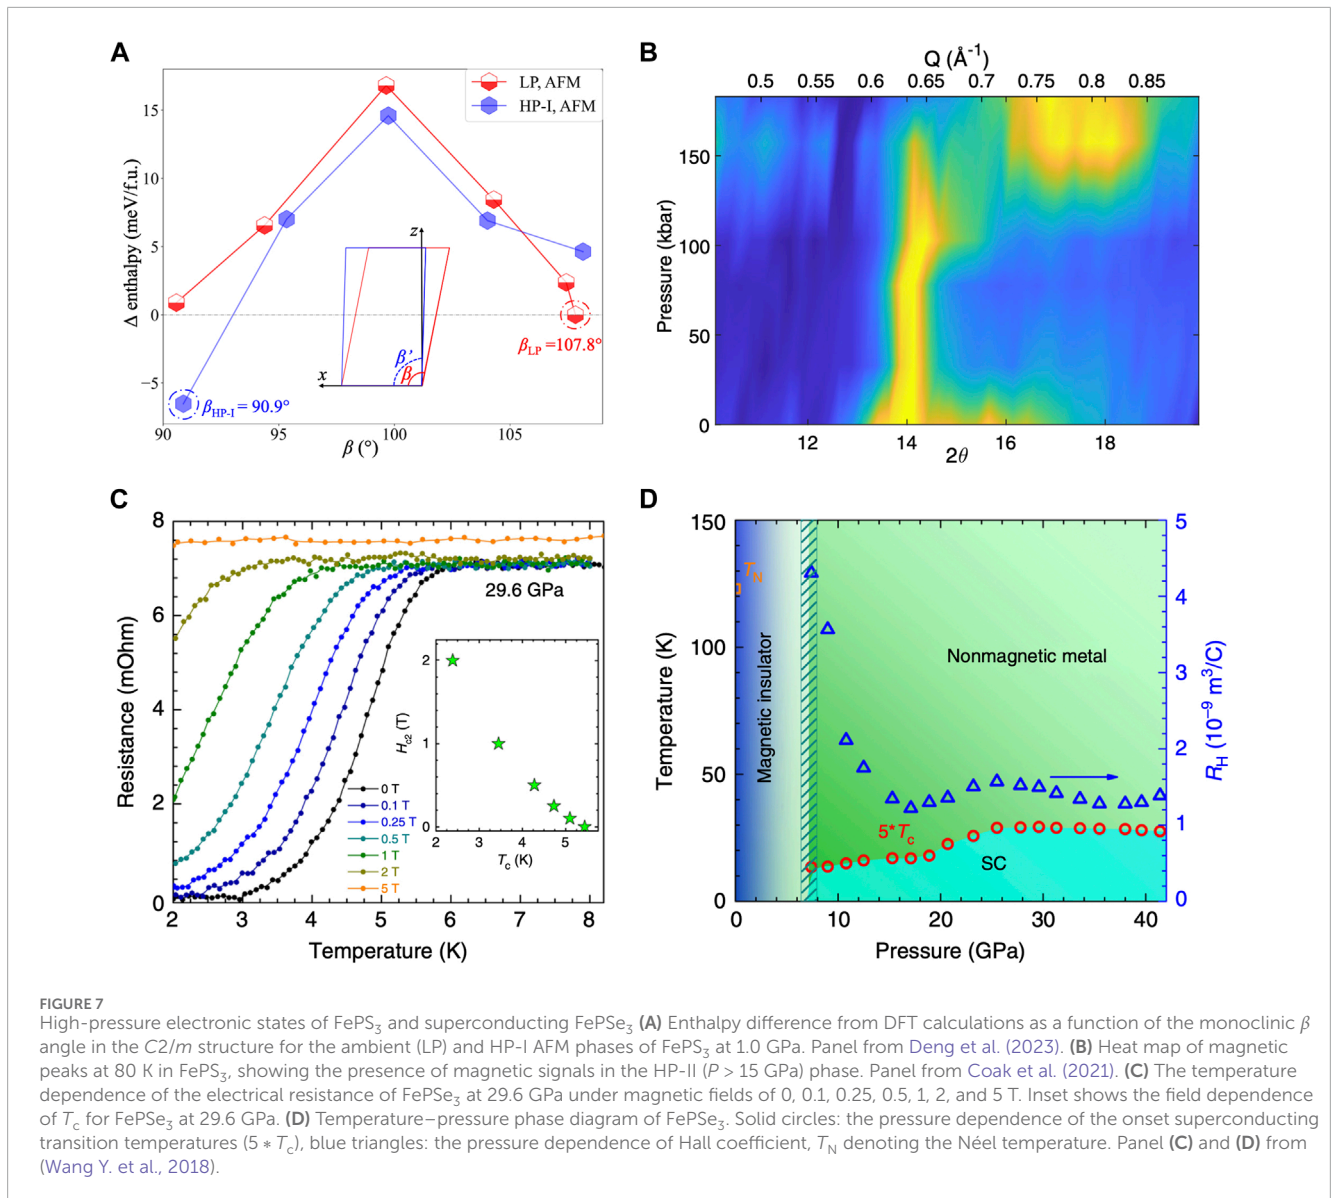 A
LP, AFM
HP-I, AFM
15
10
5
0
−5
Δ enthalpy (meV/f.u.)
z
x
β'
β
β_LP =107.8°
β_HP-I = 90.9°
90
95
100
105
β (°)
B
Q (Å⁻¹)
0.5 0.55 0.6 0.65 0.7 0.75 0.8 0.85
150
100
50
0
Pressure (kbar)
12 14 16 18
2θ
C
8
6
4
2
0
Resistance (mOhm)
29.6 GPa
0 T
0.1 T
0.25 T
0.5 T
1 T
2 T
5 T
2
1
0
H_c2 (T)
2 3 4 5
T_c (K)
2 3 4 5 6 7 8
Temperature (K)
D
150
100
50
0
Temperature (K)
T_N
Magnetic insulator
Nonmagnetic metal
5* T_c
SC
5
4
3
2
1
0
R_H (10⁻⁹ m³/C)
0 10 20 30 40
Pressure (GPa)
FIGURE 7
High-pressure electronic states of FePS₃ and superconducting FePSe₃ (A) Enthalpy difference from DFT calculations as a function of the monoclinic β
angle in the C2/m structure for the ambient (LP) and HP-I AFM phases of FePS₃ at 1.0 GPa. Panel from Deng et al. (2023). (B) Heat map of magnetic
peaks at 80 K in FePS₃, showing the presence of magnetic signals in the HP-II (P > 15 GPa) phase. Panel from Coak et al. (2021). (C) The temperature
dependence of the electrical resistance of FePSe₃ at 29.6 GPa under magnetic fields of 0, 0.1, 0.25, 0.5, 1, 2, and 5 T. Inset shows the field dependence
of T_c for FePSe₃ at 29.6 GPa. (D) Temperature–pressure phase diagram of FePSe₃. Solid circles: the pressure dependence of the onset superconducting
transition temperatures (5 ∗ T_c), blue triangles: the pressure dependence of Hall coefficient, T_N denoting the Néel temperature. Panel (C) and (D) from
(Wang Y. et al., 2018).